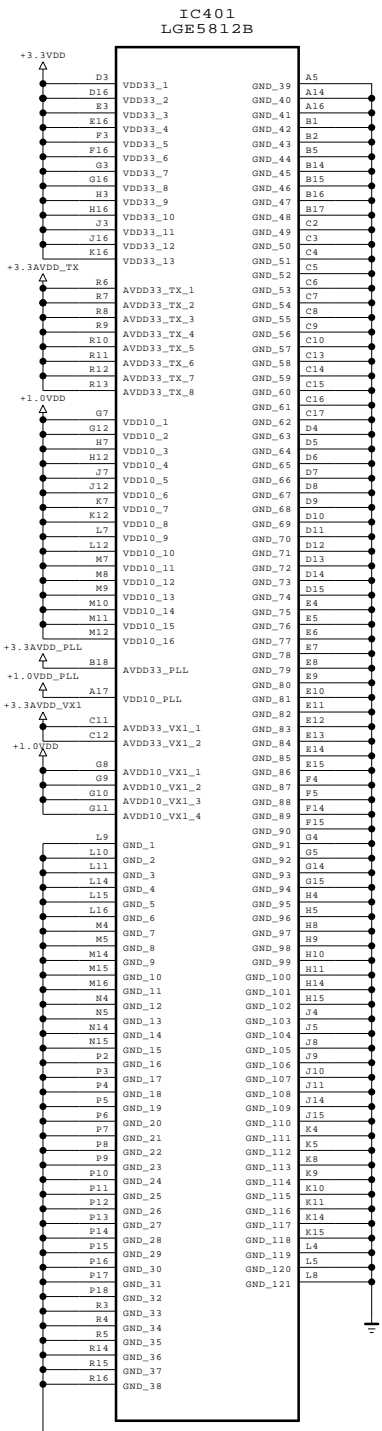 IC401
LGE5812B
+3.3VDD
D3 VDD33_1
D16 VDD33_2
E3 VDD33_3
E16 VDD33_4
F3 VDD33_5
F16 VDD33_6
G3 VDD33_7
G16 VDD33_8
H3 VDD33_9
H16 VDD33_10
J3 VDD33_11
J16 VDD33_12
K16 VDD33_13
+3.3AVDD_TX
R6 AVDD33_TX_1
R7 AVDD33_TX_2
R8 AVDD33_TX_3
R9 AVDD33_TX_4
R10 AVDD33_TX_5
R11 AVDD33_TX_6
R12 AVDD33_TX_7
R13 AVDD33_TX_8
+1.0VDD
G7 VDD10_1
G12 VDD10_2
H7 VDD10_3
H12 VDD10_4
J7 VDD10_5
J12 VDD10_6
K7 VDD10_7
K12 VDD10_8
L7 VDD10_9
L12 VDD10_10
M7 VDD10_11
M8 VDD10_12
M9 VDD10_13
M10 VDD10_14
M11 VDD10_15
M12 VDD10_16
+3.3AVDD_PLL
B18 AVDD33_PLL
+1.0VDD_PLL
A17 VDD10_PLL
+3.3AVDD_VX1
C11 AVDD33_VX1_1
C12 AVDD33_VX1_2
+1.0VDD
G8 AVDD10_VX1_1
G9 AVDD10_VX1_2
G10 AVDD10_VX1_3
G11 AVDD10_VX1_4
L9 GND_1
L10 GND_2
L11 GND_3
L14 GND_4
L15 GND_5
L16 GND_6
M4 GND_7
M5 GND_8
M14 GND_9
M15 GND_10
M16 GND_11
N4 GND_12
N5 GND_13
N14 GND_14
N15 GND_15
P2 GND_16
P3 GND_17
P4 GND_18
P5 GND_19
P6 GND_20
P7 GND_21
P8 GND_22
P9 GND_23
P10 GND_24
P11 GND_25
P12 GND_26
P13 GND_27
P14 GND_28
P15 GND_29
P16 GND_30
P17 GND_31
P18 GND_32
R3 GND_33
R4 GND_34
R5 GND_35
R14 GND_36
R15 GND_37
R16 GND_38
GND_39 A5
GND_40 A14
GND_41 A16
GND_42 B1
GND_43 B2
GND_44 B5
GND_45 B14
GND_46 B15
GND_47 B16
GND_48 B17
GND_49 C2
GND_50 C3
GND_51 C4
GND_52 C5
GND_53 C6
GND_54 C7
GND_55 C8
GND_56 C9
GND_57 C10
GND_58 C13
GND_59 C14
GND_60 C15
GND_61 C16
GND_62 C17
GND_63 D4
GND_64 D5
GND_65 D6
GND_66 D7
GND_67 D8
GND_68 D9
GND_69 D10
GND_70 D11
GND_71 D12
GND_72 D13
GND_73 D14
GND_74 D15
GND_75 E4
GND_76 E5
GND_77 E6
GND_78 E7
GND_79 E8
GND_80 E9
GND_81 E10
GND_82 E11
GND_83 E12
GND_84 E13
GND_85 E14
GND_86 E15
GND_87 F4
GND_88 F5
GND_89 F14
GND_90 F15
GND_91 G4
GND_92 G5
GND_93 G14
GND_94 G15
GND_95 H4
GND_96 H5
GND_97 H8
GND_98 H9
GND_99 H10
GND_100 H11
GND_101 H14
GND_102 H15
GND_103 J4
GND_104 J5
GND_105 J8
GND_106 J9
GND_107 J10
GND_108 J11
GND_109 J14
GND_110 J15
GND_111 K4
GND_112 K5
GND_113 K8
GND_114 K9
GND_115 K10
GND_116 K11
GND_117 K14
GND_118 K15
GND_119 L4
GND_120 L5
GND_121 L8